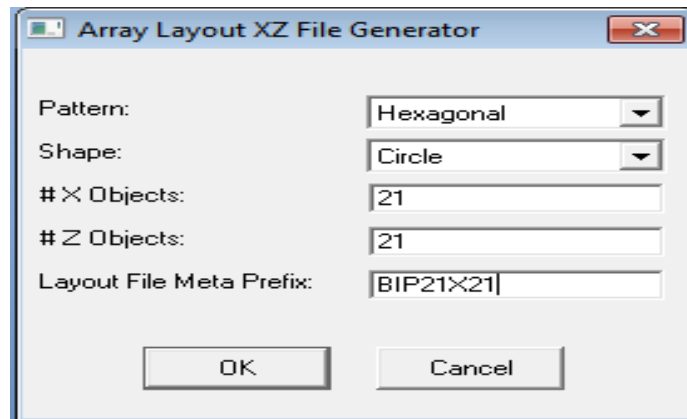 Array Layout XZ File Generator
Pattern: Hexagonal
Shape: Circle
# X Objects: 21
# Z Objects: 21
Layout File Meta Prefix: BIP21X21
OK Cancel